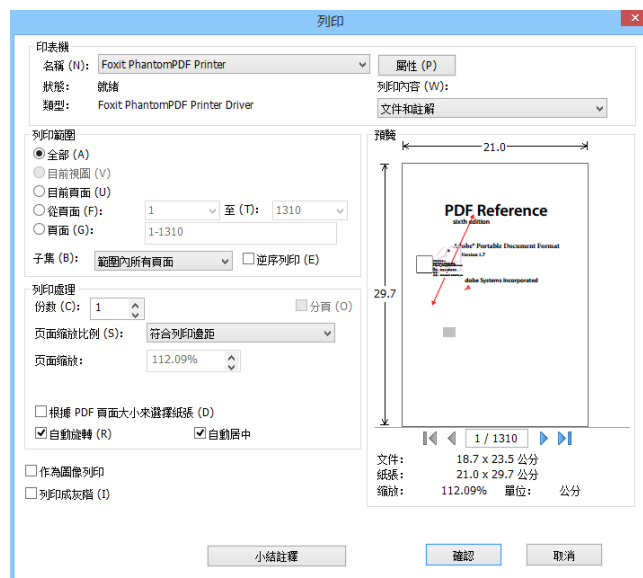 列印
印表機
名稱 (N): Foxit PhantomPDF Printer 屬性 (P)
狀態: 就緒 列印內容 (W):
類型: Foxit PhantomPDF Printer Driver 文件和註解
列印範圍
全部 (A)
目前視圖 (V)
目前頁面 (U)
從頁面 (F): 1 至 (T): 1310
頁面 (G): 1-1310
子集 (B): 範圍內所有頁面 逆序列印 (E)
列印處理
份數 (C): 1 分頁 (O)
页面缩放比例 (S): 符合列印邊距
页面缩放: 112.09%
根據 PDF 頁面大小來選擇紙張 (D)
自動旋轉 (R) 自動居中
作為圖像列印
列印成灰階 (I)
預覽
21.0
29.7
PDF Reference
sixth edition
Adobe® Portable Document Format
Version 1.7
Adobe Systems Incorporated
1 / 1310
文件: 18.7 x 23.5 公分
紙張: 21.0 x 29.7 公分
缩放: 112.09% 單位: 公分
小結註釋 確認 取消